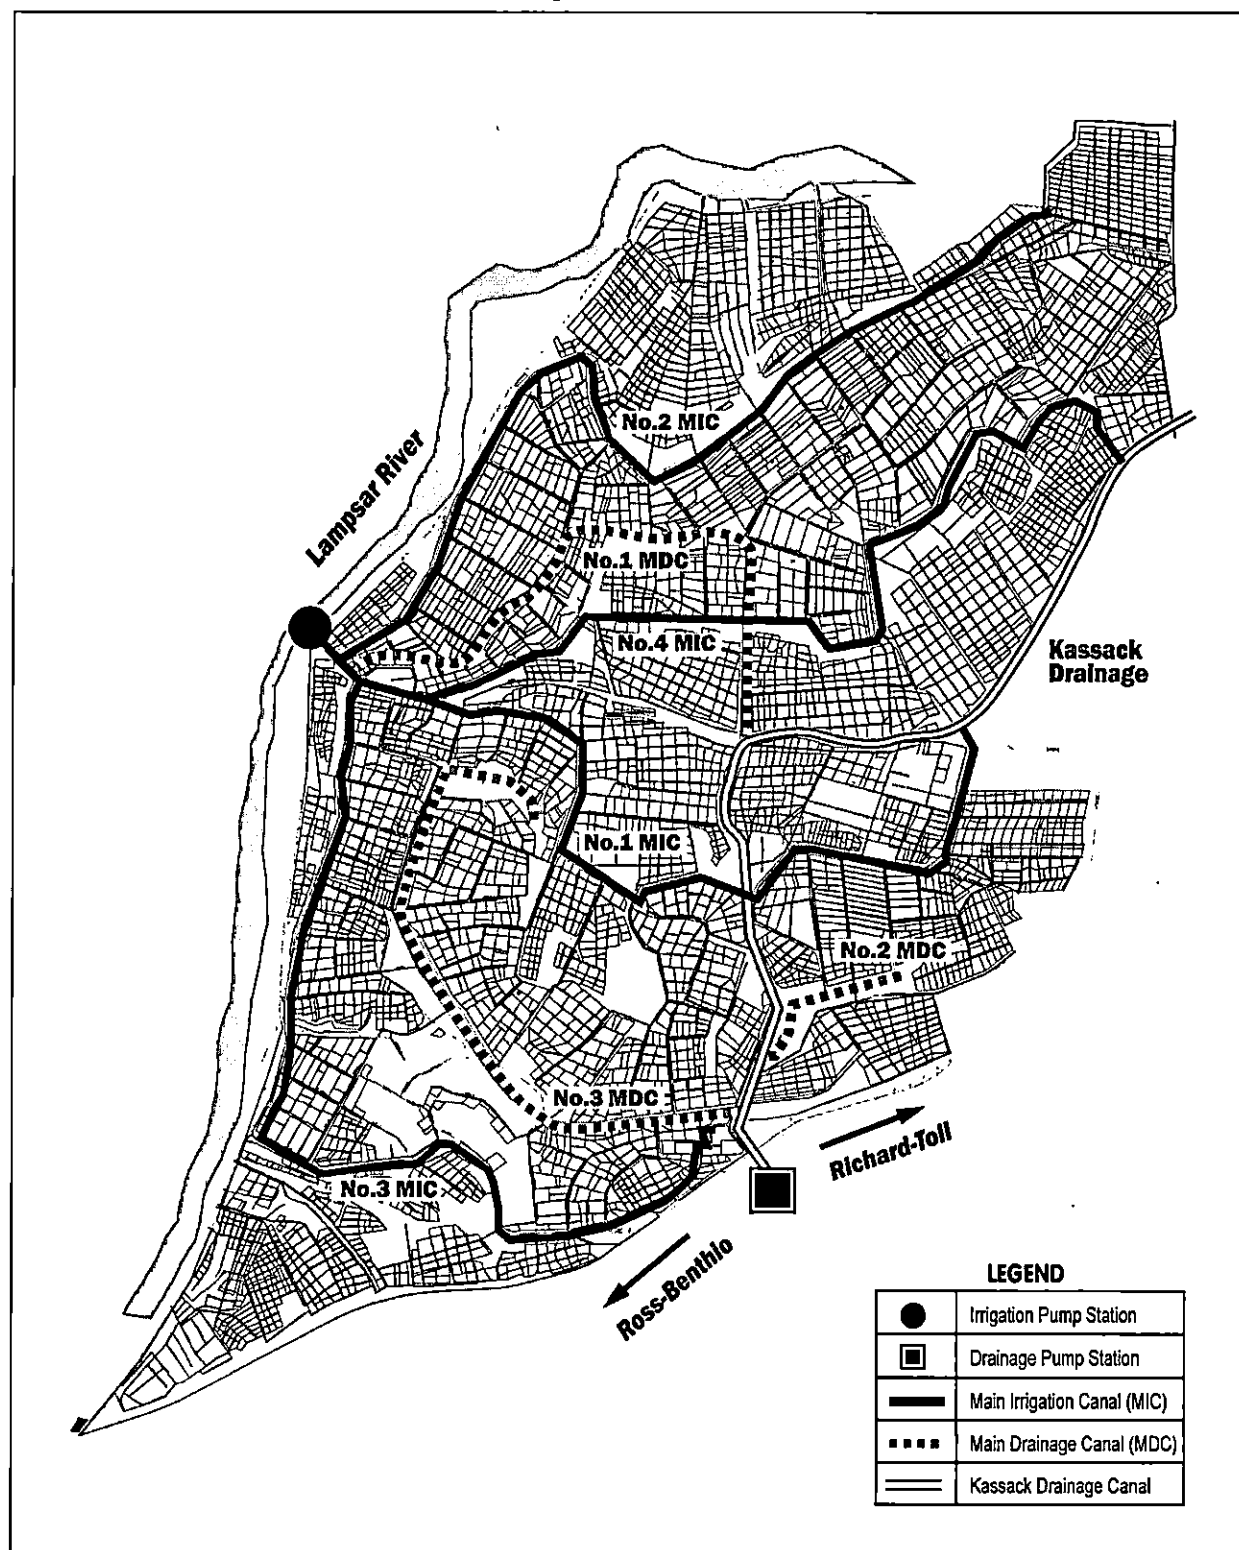 No.2 MIC
Lampsar River
No.1 MDC
No.4 MIC
Kassack
Drainage
No.1 MIC
No.2 MDC
No.3 MDC
Richard-Toll
No.3 MIC
Ross-Benthio
LEGEND
Irrigation Pump Station
Drainage Pump Station
Main Irrigation Canal (MIC)
Main Drainage Canal (MDC)
Kassack Drainage Canal